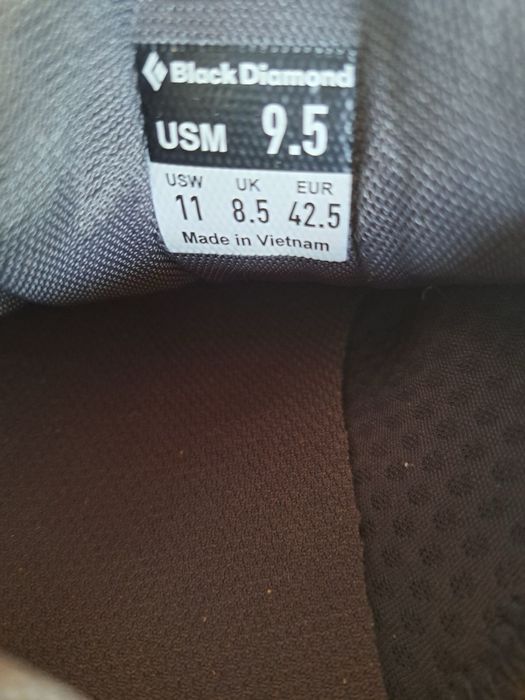 Black Diamond
USM 9.5
USW UK EUR
11 8.5 42.5
Made in Vietnam